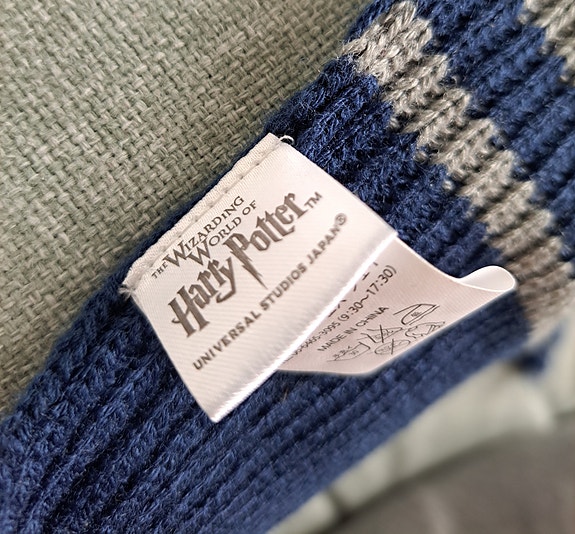 THE WIZARDING
WORLD OF
Harry Potter™
UNIVERSAL STUDIOS JAPAN®
(9:30~17:30)
MADE IN CHINA